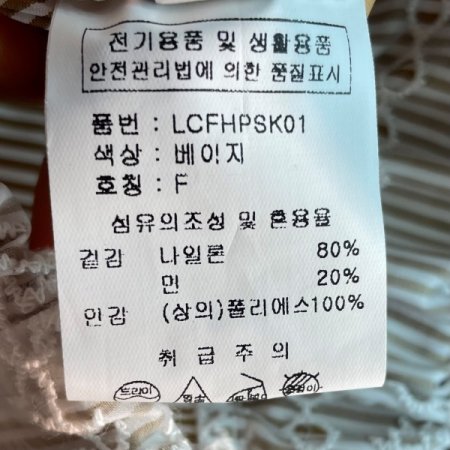 전기용품 및 생활용품
안전관리법에 의한 품질표시
품번 : LCFHPSK01
색상 : 베이지
호칭 : F
섬유의조성 및 혼용율
겉감 나일론 80%
면 20%
안감 (상의)폴리에스100%
취급주의
드라이